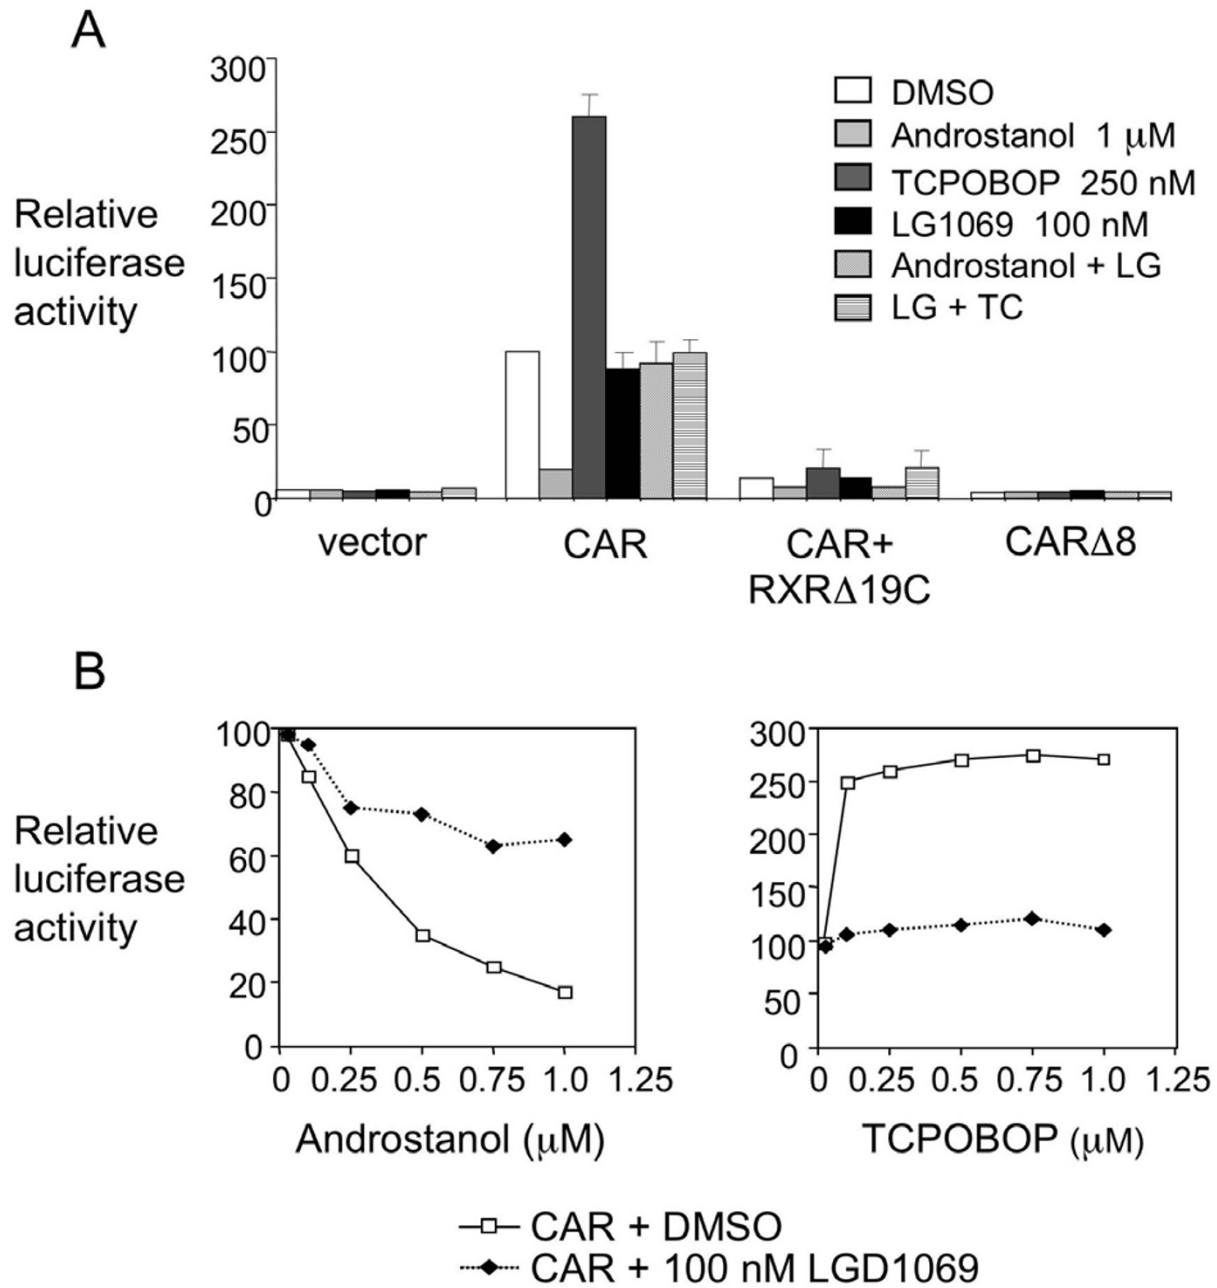 A
300
250
200
150
100
50
0
Relative
luciferase
activity
DMSO
Androstanol 1 μM
TCPOBOP 250 nM
LG1069 100 nM
Androstanol + LG
LG + TC
vector
CAR
CAR+
RXRΔ19C
CARΔ8
B
Relative
luciferase
activity
100
80
60
40
20
0
0 0.25 0.5 0.75 1.0 1.25
Androstanol (μM)
300
250
200
150
100
50
0
0 0.25 0.5 0.75 1.0 1.25
TCPOBOP (μM)
CAR + DMSO
CAR + 100 nM LGD1069